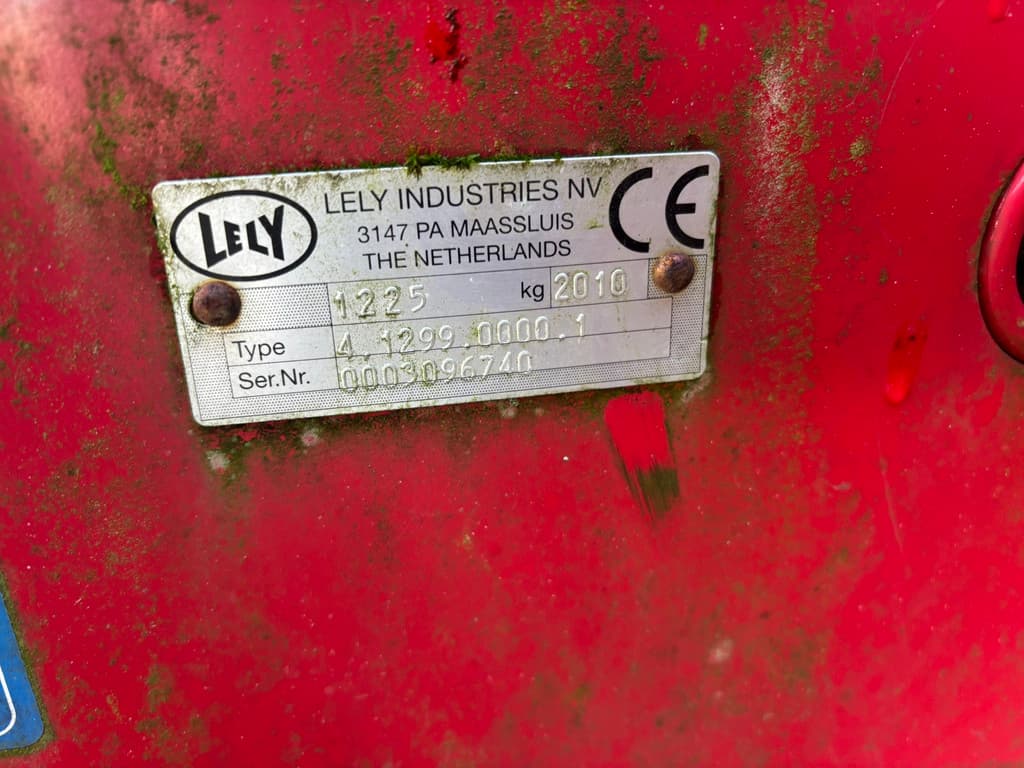 LELY
LELY INDUSTRIES NV
3147 PA MAASSLUIS
THE NETHERLANDS
CE
1225 kg 2010
Type 4.1299.0000.1
Ser.Nr. 0003096740